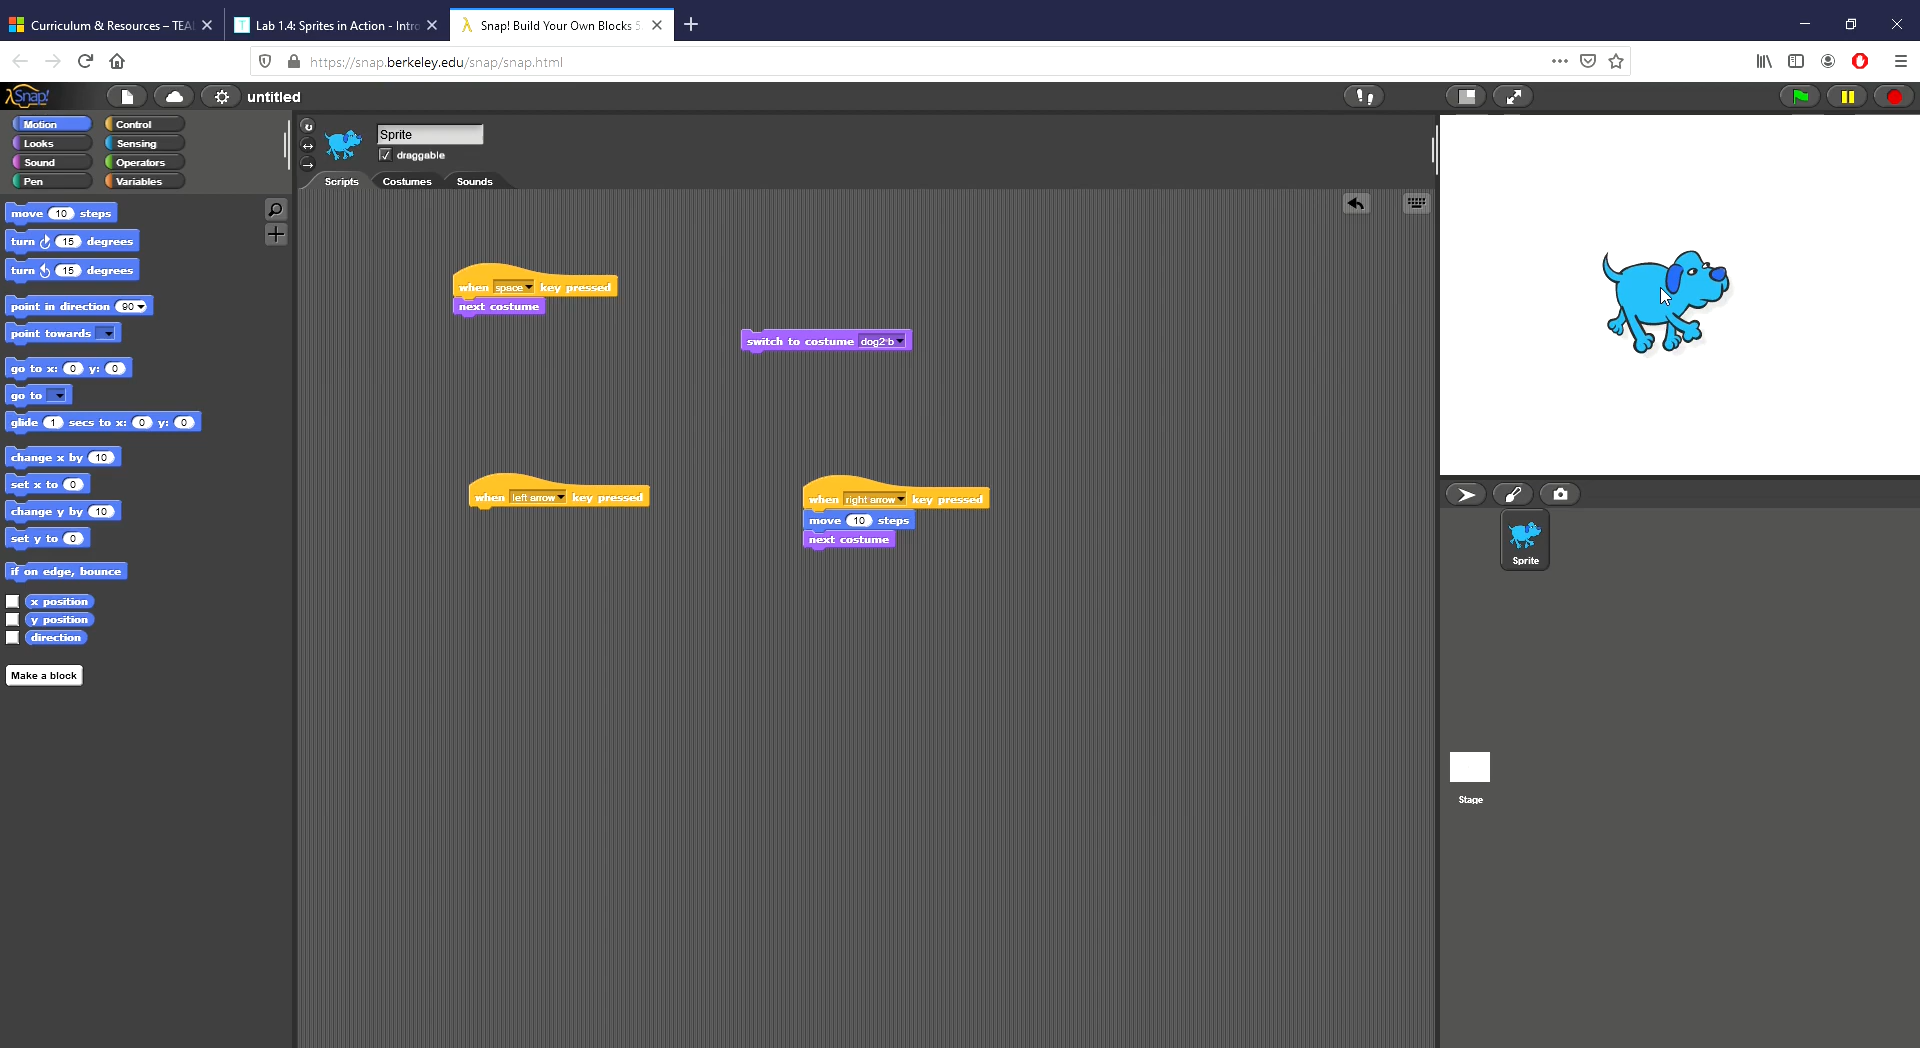 Curriculum & Resources – TEA
Lab 1.4: Sprites in Action - Intro
Snap! Build Your Own Blocks 5
https://snap.berkeley.edu/snap/snap.html
Snap!
untitled
Motion
Control
Looks
Sensing
Sound
Operators
Pen
Variables
move 10 steps
turn 15 degrees
turn 15 degrees
point in direction 90
point towards
go to x: 0 y: 0
go to
glide 1 secs to x: 0 y: 0
change x by 10
set x to 0
change y by 10
set y to 0
if on edge, bounce
x position
y position
direction
Make a block
Sprite
draggable
Scripts
Costumes
Sounds
when space key pressed
next costume
switch to costume dog2-b
when left arrow key pressed
when right arrow key pressed
move 10 steps
next costume
Sprite
Stage